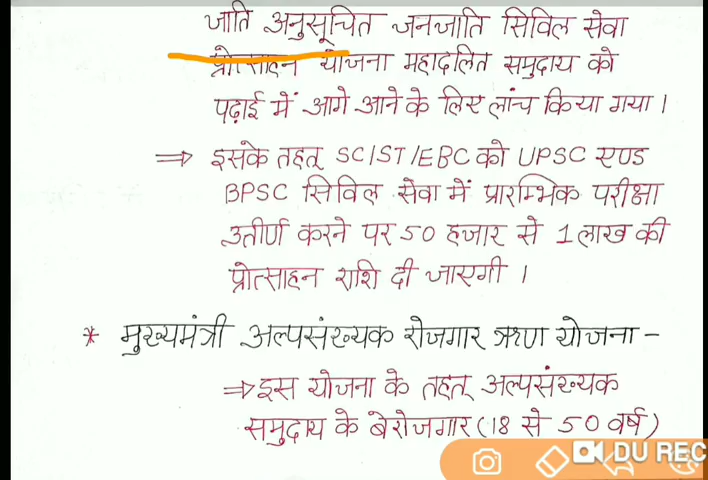 जाति अनुसूचित जनजाति सिविल सेवा
प्रोत्साहन योजना महादलित समुदाय को
पढ़ाई में आगे आने के लिए लांच किया गया।
⇒ इसके तहत् SC/ST/EBC को UPSC एण्ड
BPSC सिविल सेवा में प्रारम्भिक परीक्षा
उतीर्ण करने पर 50 हजार से 1 लाख की
प्रोत्साहन राशि दी जाएगी।
* मुख्यमंत्री अल्पसंख्यक रोजगार ऋण योजना –
⇒ इस योजना के तहत् अल्पसंख्यक
समुदाय के बेरोजगार (18 से 50 वर्ष)
DU REC